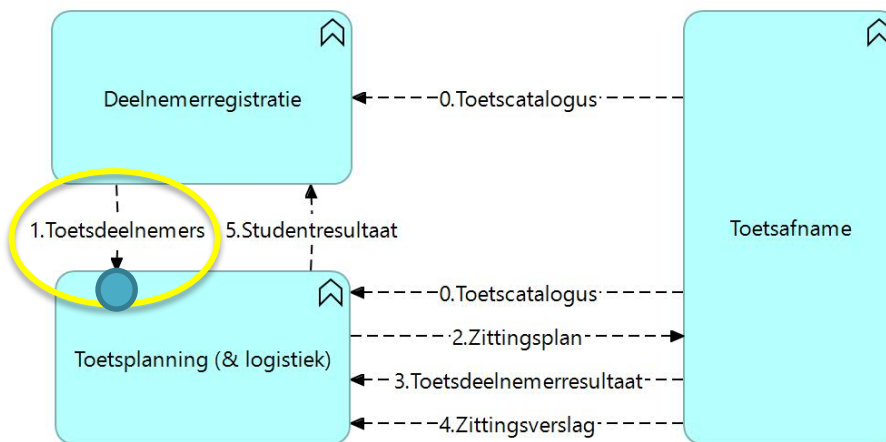 Deelnemerregistratie
0.Toetscatalogus
1.Toetsdeelnemers
5.Studentresultaat
Toetsafname
0.Toetscatalogus
2.Zittingsplan
Toetsplanning (& logistiek)
3.Toetsdeelnemerresultaat
4.Zittingsverslag